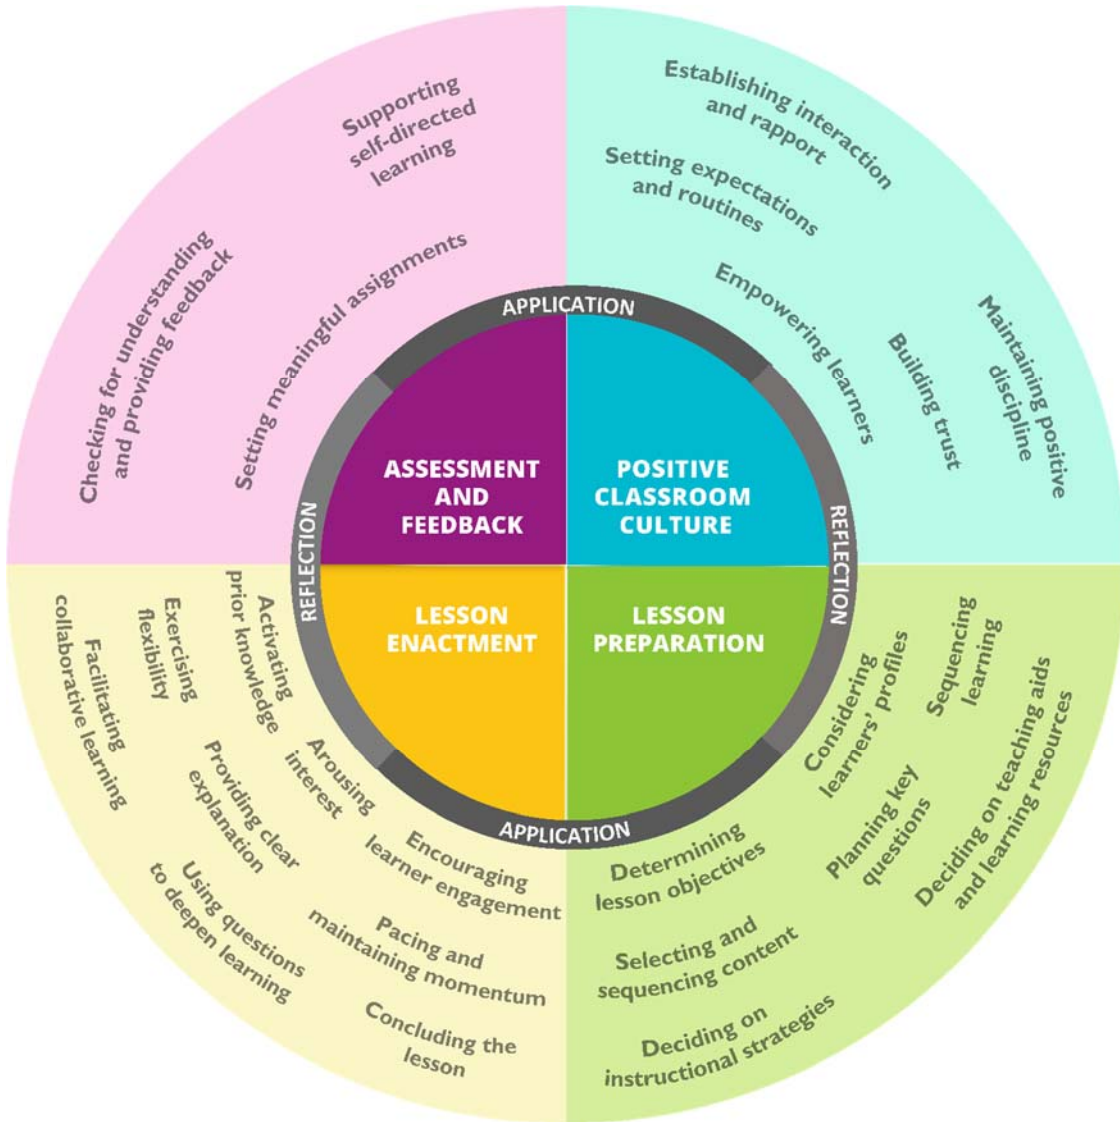 Supporting
self-directed
learning
Checking for understanding
and providing feedback
Setting meaningful assignments
Establishing interaction
and rapport
Setting expectations
and routines
Empowering learners
Building trust
Maintaining positive
discipline
APPLICATION
REFLECTION
REFLECTION
APPLICATION
ASSESSMENT
AND
FEEDBACK
POSITIVE
CLASSROOM
CULTURE
LESSON
ENACTMENT
LESSON
PREPARATION
Activating
prior knowledge
Exercising
flexibility
Facilitating
collaborative learning
Arousing
interest
Providing clear
explanation
Using questions
to deepen learning
Encouraging
learner engagement
Pacing and
maintaining momentum
Concluding the
lesson
Considering
learners' profiles
Sequencing
learning
Planning key
questions
Deciding on teaching aids
and learning resources
Determining
lesson objectives
Selecting and
sequencing content
Deciding on
instructional strategies